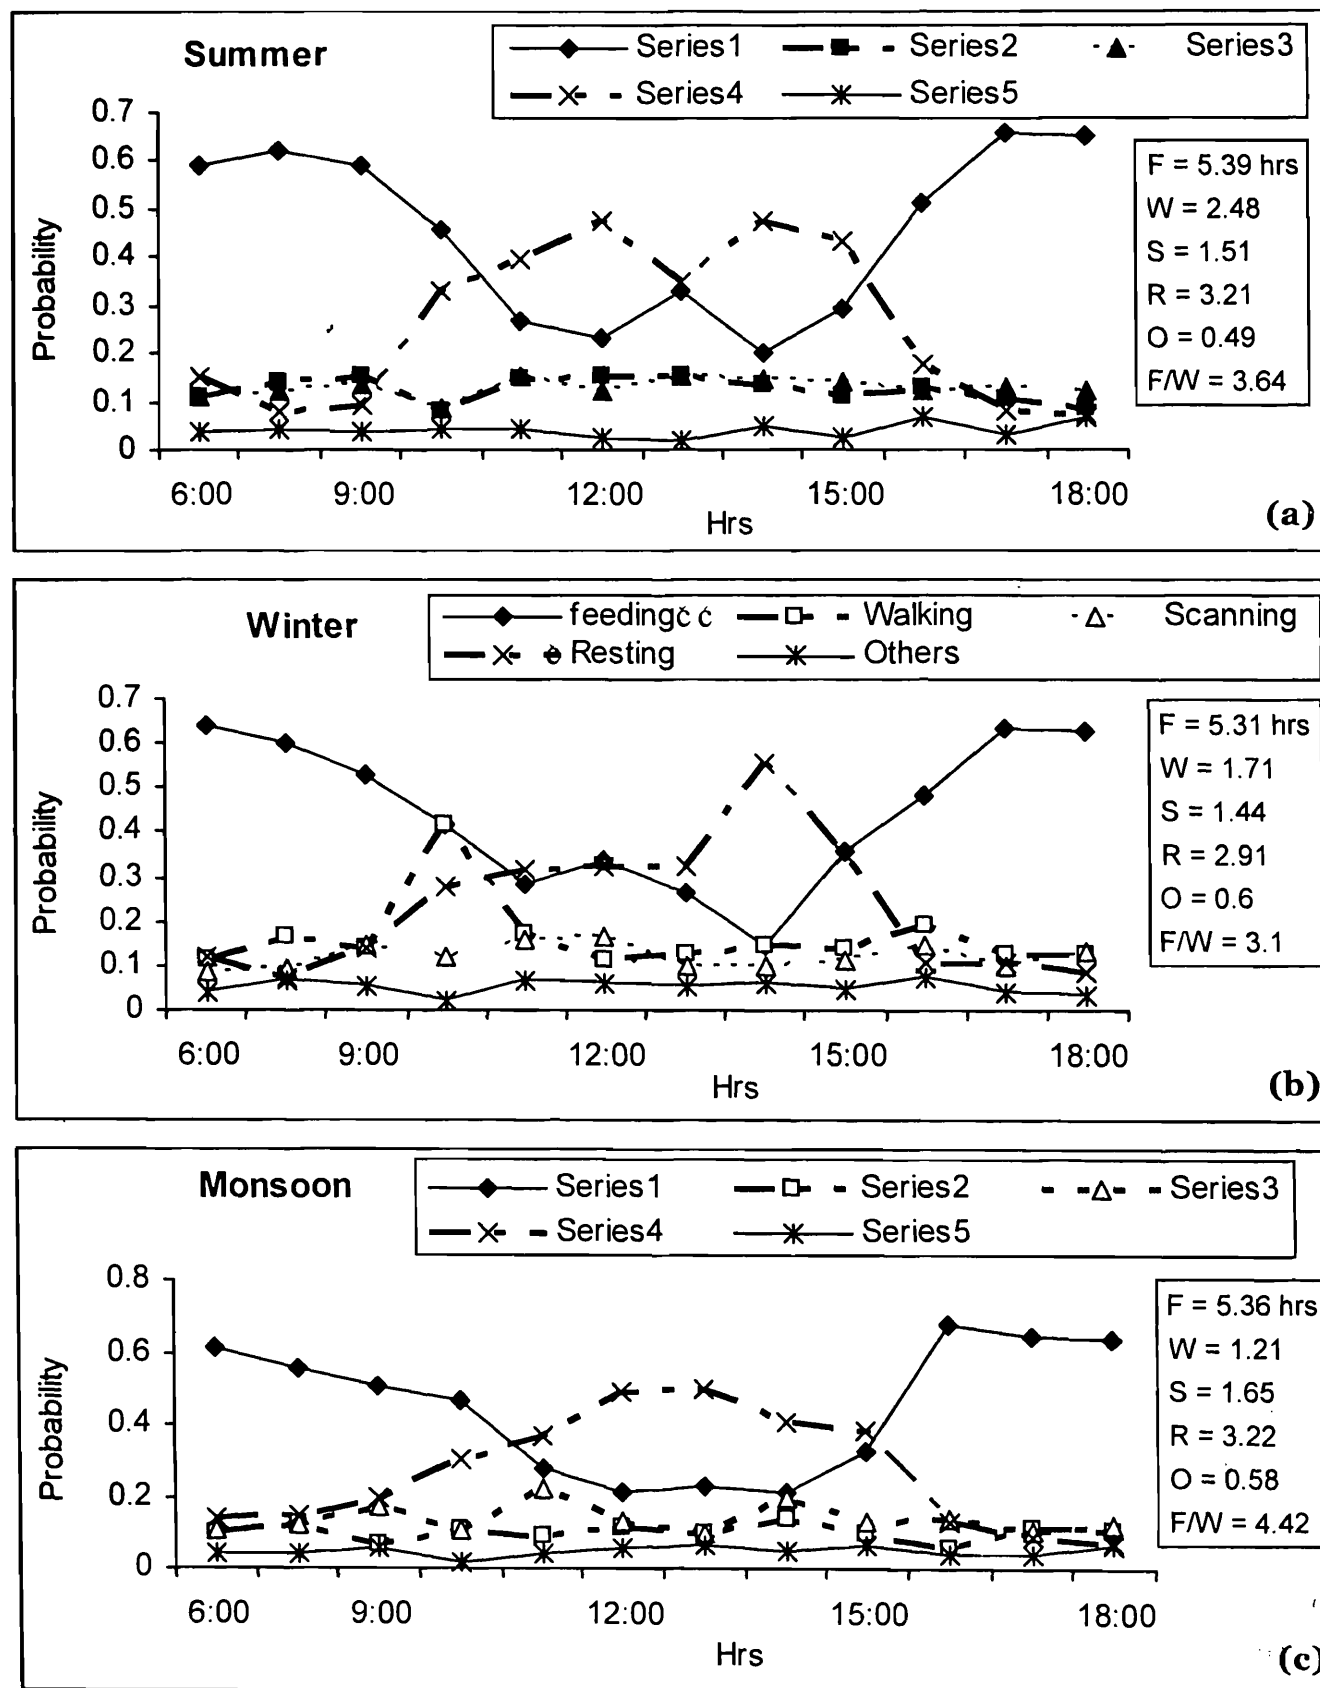 Summer
Series1 Series2 Series3
Series4 Series5
0.7
0.6
0.5
0.4
0.3
0.2
0.1
0
Probability
6:00 9:00 12:00 15:00 18:00
Hrs
F = 5.39 hrs
W = 2.48
S = 1.51
R = 3.21
O = 0.49
F/W = 3.64
(a)
Winter
feedingč ć Walking Scanning
Resting Others
0.7
0.6
0.5
0.4
0.3
0.2
0.1
0
Probability
6:00 9:00 12:00 15:00 18:00
Hrs
F = 5.31 hrs
W = 1.71
S = 1.44
R = 2.91
O = 0.6
F/W = 3.1
(b)
Monsoon
Series1 Series2 Series3
Series4 Series5
0.8
0.6
0.4
0.2
0
Probability
6:00 9:00 12:00 15:00 18:00
Hrs
F = 5.36 hrs
W = 1.21
S = 1.65
R = 3.22
O = 0.58
F/W = 4.42
(c)